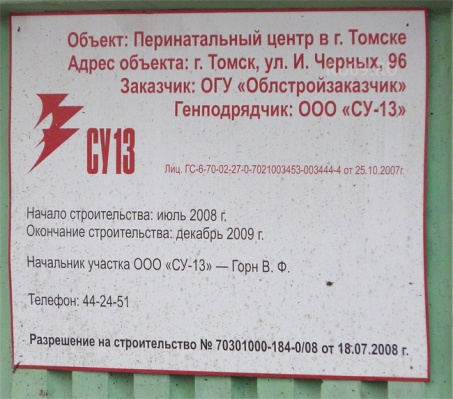 Объект: Перинатальный центр в г. Томске
Адрес объекта: г. Томск, ул. И. Черных, 96
Заказчик: ОГУ «Облстройзаказчик»
Генподрядчик: ООО «СУ-13»
СУ13
Лиц. ГС-6-70-02-27-0-7021003453-003444-4 от 25.10.2007г.
Начало строительства: июль 2008 г.
Окончание строительства: декабрь 2009 г.
Начальник участка ООО «СУ-13» — Горн В. Ф.
Телефон: 44-24-51
Разрешение на строительство № 70301000-184-0/08 от 18.07.2008 г.